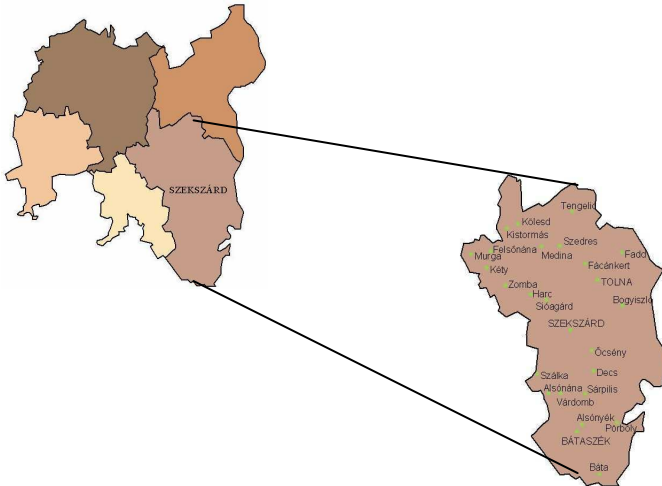 SZEKSZÁRD
Tengelic
Kölesd
Kistormás
Felsőnána
Szedres
Murga
Medina
Fadd
Kéty
Fácánkert
Zomba
TOLNA
Harc
Sióagárd
Bogyiszló
SZEKSZÁRD
Őcsény
Szálka
Decs
Alsónána
Sárpilis
Várdomb
Alsónyék
Pörböly
BÁTASZÉK
Báta